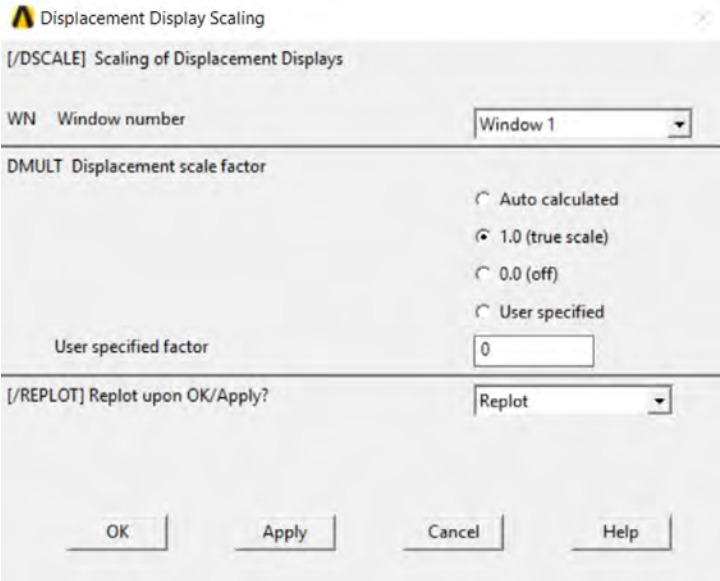 Displacement Display Scaling
[/DSCALE] Scaling of Displacement Displays
WN Window number Window 1
DMULT Displacement scale factor
Auto calculated
1.0 (true scale)
0.0 (off)
User specified
User specified factor 0
[/REPLOT] Replot upon OK/Apply? Replot
OK Apply Cancel Help